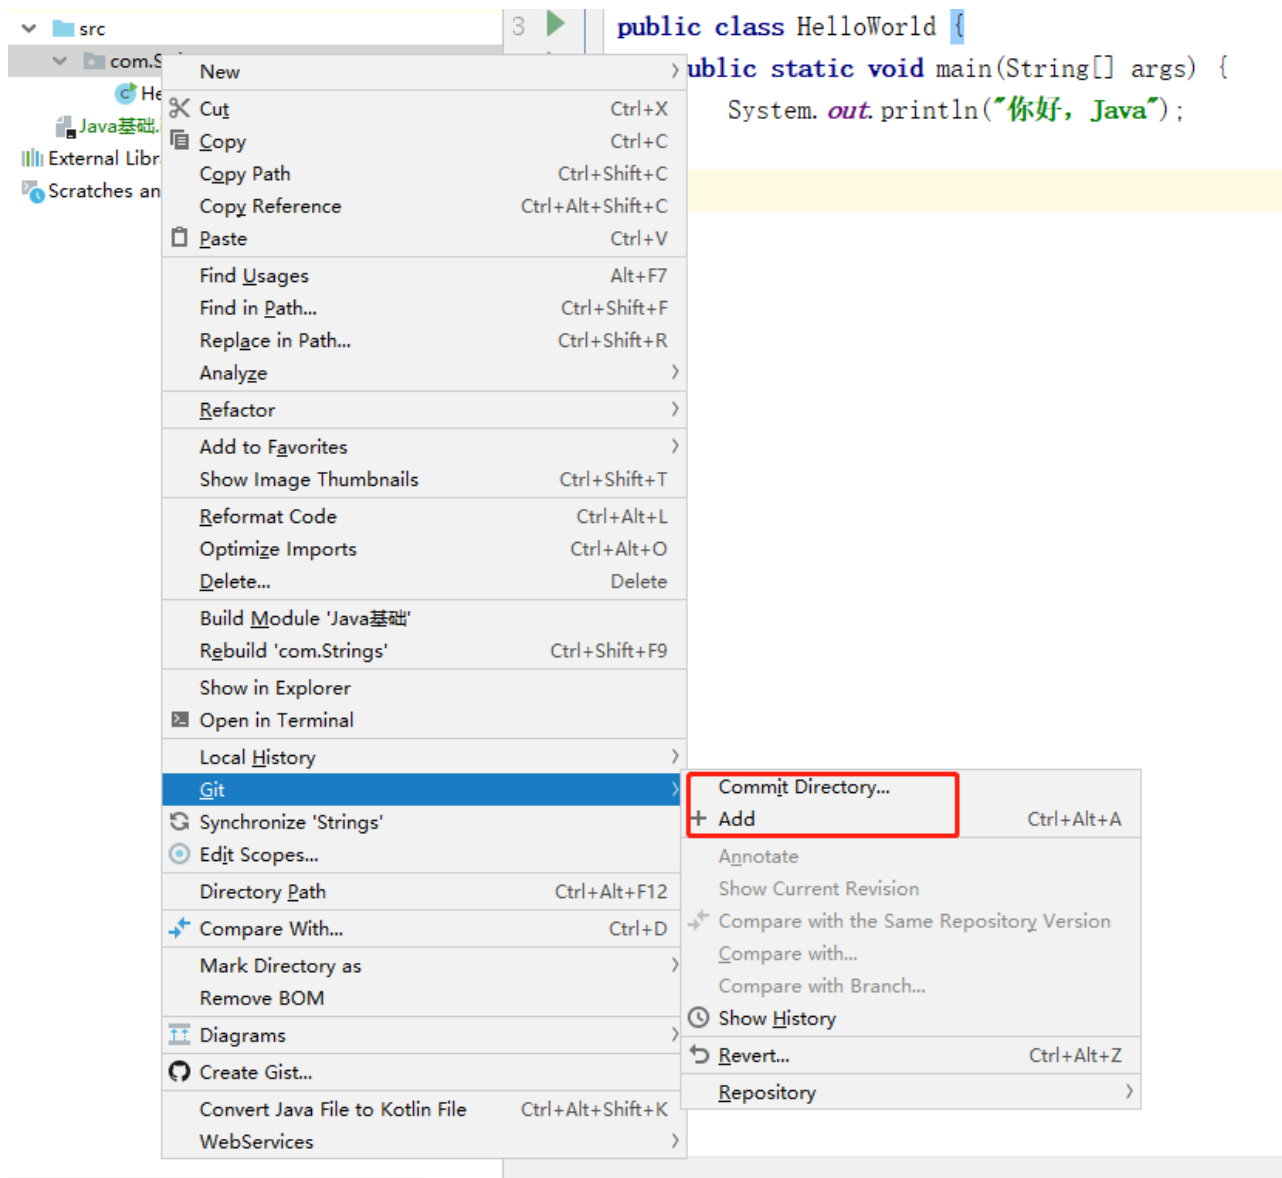 src
com.S
He
Java基础.
External Libr
Scratches an
3
public class HelloWorld {
ublic static void main(String[] args) {
System.out.println("你好，Java");
New
Cut Ctrl+X
Copy Ctrl+C
Copy Path Ctrl+Shift+C
Copy Reference Ctrl+Alt+Shift+C
Paste Ctrl+V
Find Usages Alt+F7
Find in Path... Ctrl+Shift+F
Replace in Path... Ctrl+Shift+R
Analyze
Refactor
Add to Favorites
Show Image Thumbnails Ctrl+Shift+T
Reformat Code Ctrl+Alt+L
Optimize Imports Ctrl+Alt+O
Delete... Delete
Build Module 'Java基础'
Rebuild 'com.Strings' Ctrl+Shift+F9
Show in Explorer
Open in Terminal
Local History
Git
Synchronize 'Strings'
Edit Scopes...
Directory Path Ctrl+Alt+F12
Compare With... Ctrl+D
Mark Directory as
Remove BOM
Diagrams
Create Gist...
Convert Java File to Kotlin File Ctrl+Alt+Shift+K
WebServices
Commit Directory...
Add Ctrl+Alt+A
Annotate
Show Current Revision
Compare with the Same Repository Version
Compare with...
Compare with Branch...
Show History
Revert... Ctrl+Alt+Z
Repository